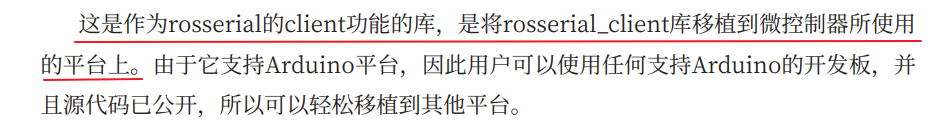 这是作为rosserial的client功能的库，是将rosserial_client库移植到微控制器所使用
的平台上。由于它支持Arduino平台，因此用户可以使用任何支持Arduino的开发板，并
且源代码已公开，所以可以轻松移植到其他平台。